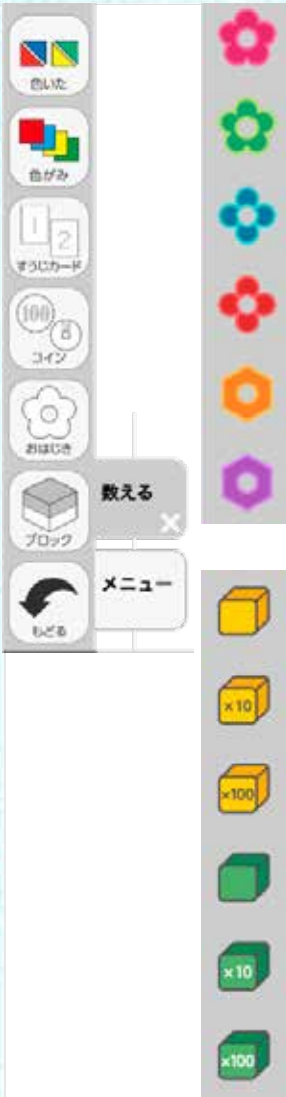 色いた
色がみ
1
2
すうじカード
100
コイン
おはじき
ブロック
もどる
数える
×
メニュー
×10
×100
×10
×100